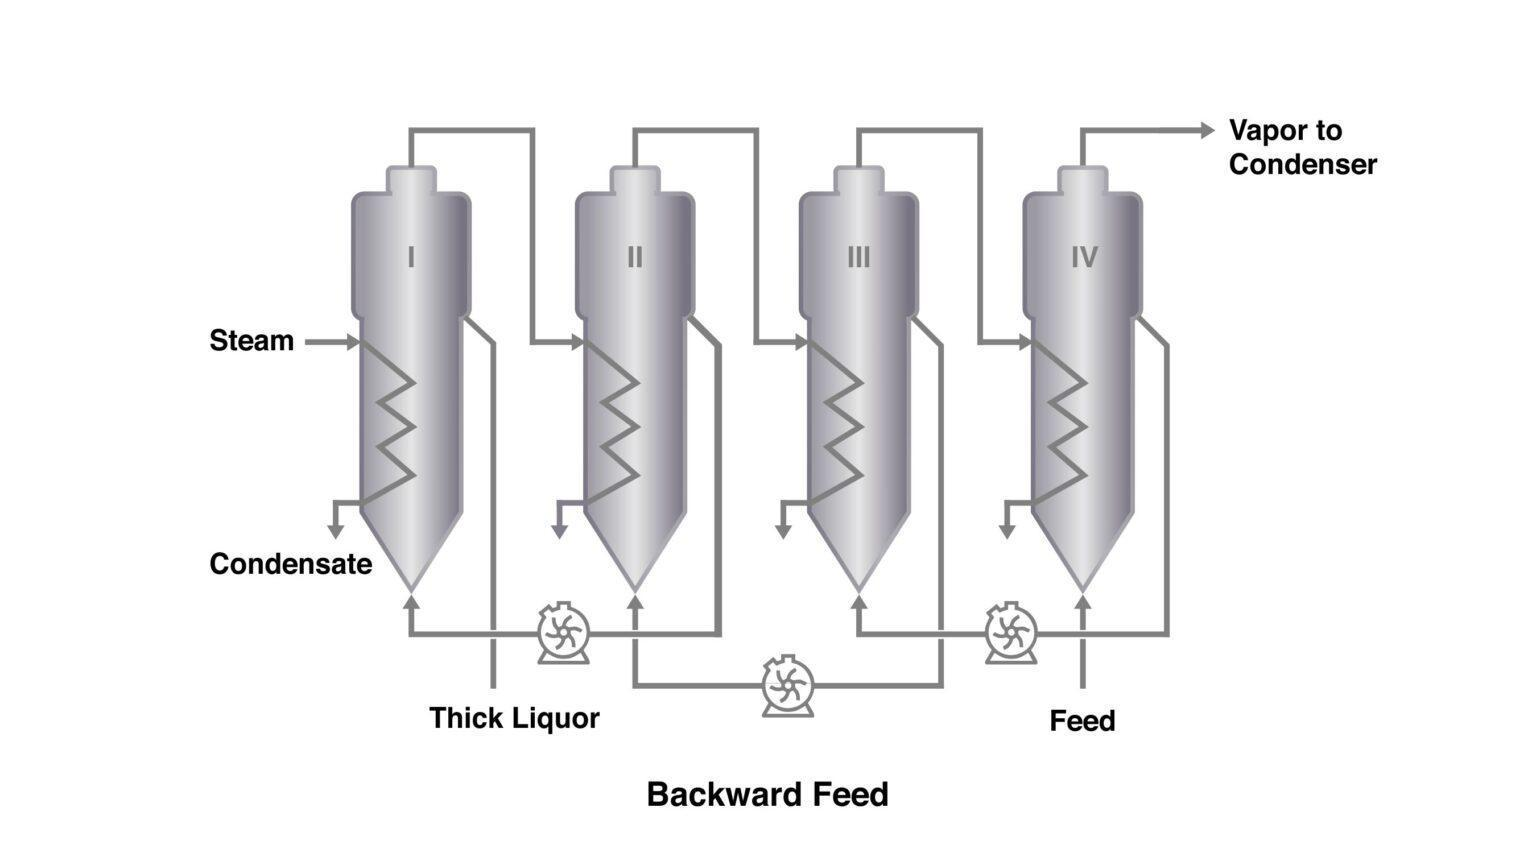 Vapor to
Condenser
I
II
III
IV
Steam
Condensate
Thick Liquor
Feed
Backward Feed